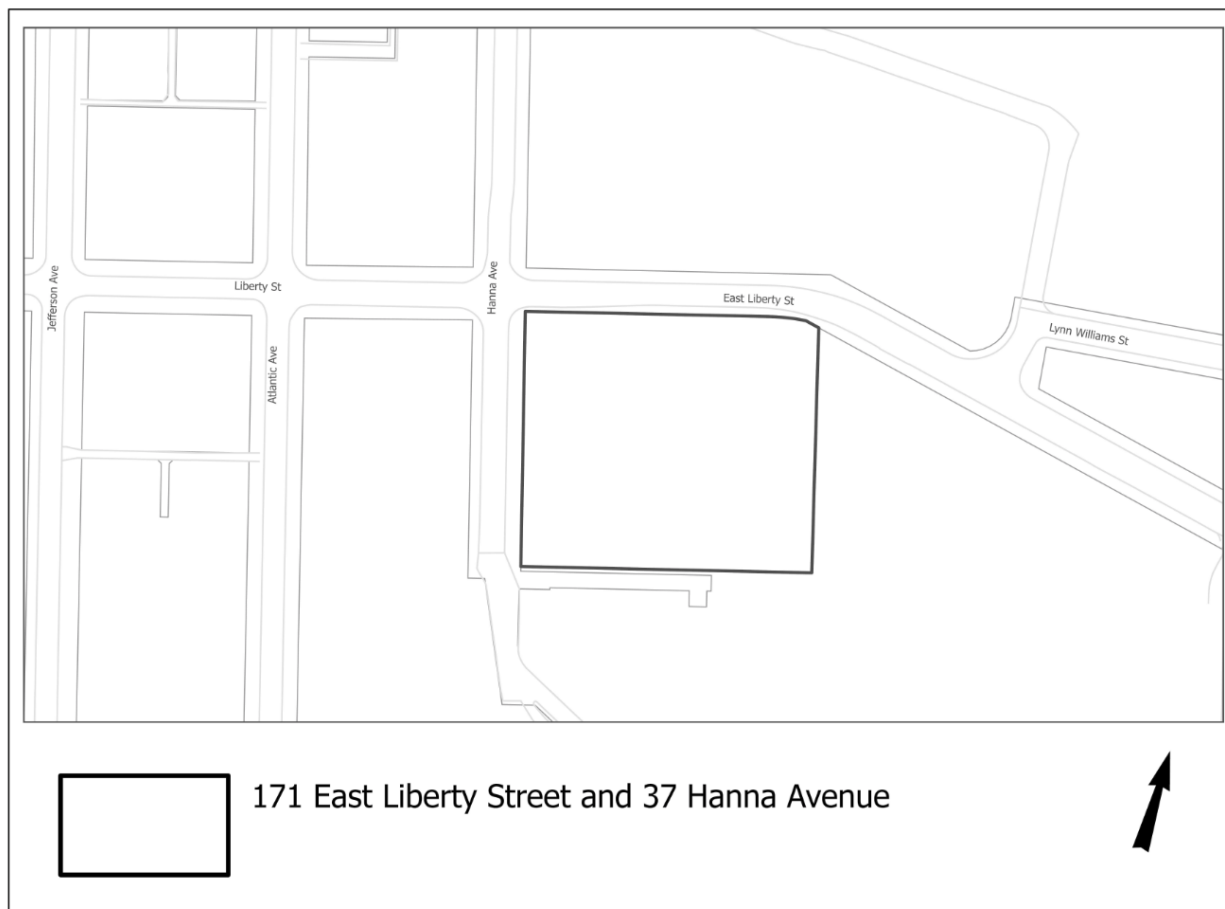 Jefferson Ave
Liberty St
Atlantic Ave
Hanna Ave
East Liberty St
Lynn Williams St
171 East Liberty Street and 37 Hanna Avenue